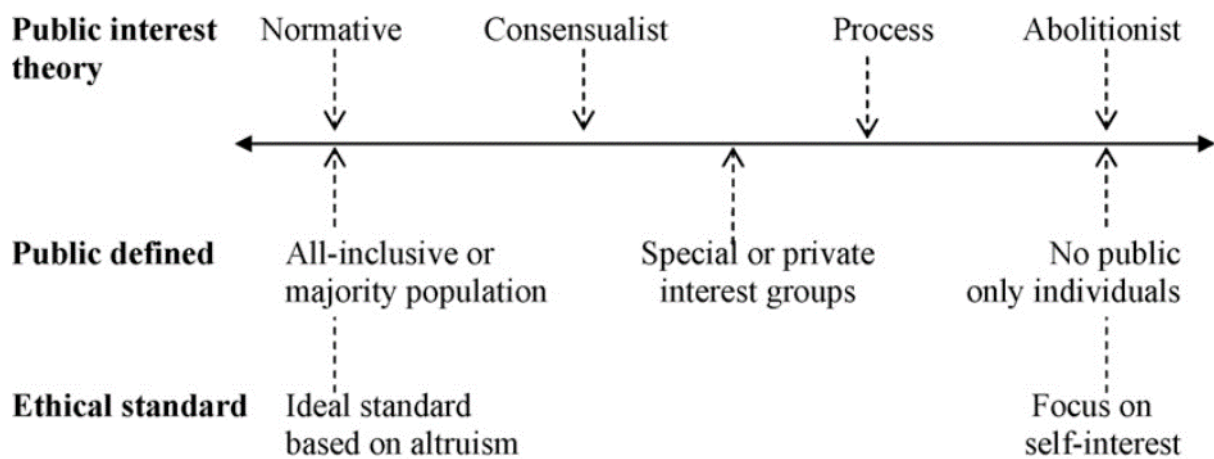 Public interest theory
Normative
Consensualist
Process
Abolitionist
Public defined
All-inclusive or
majority population
Special or private
interest groups
No public
only individuals
Ethical standard
Ideal standard
based on altruism
Focus on
self-interest